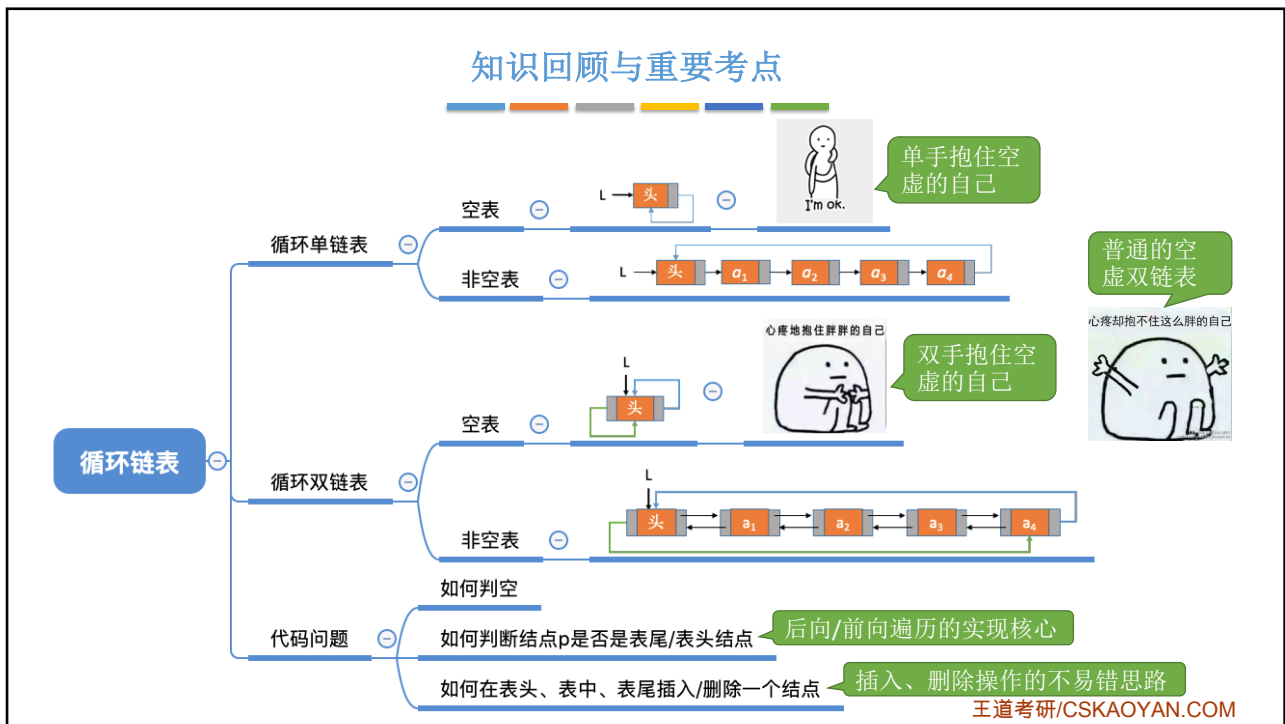 知识回顾与重要考点
I'm ok.
单手抱住空
虚的自己
空表
L
头
循环单链表
非空表
L
头
a1
a2
a3
a4
普通的空
虚双链表
心疼却抱不住这么胖的自己
心疼地抱住胖胖的自己
双手抱住空
虚的自己
空表
L
头
循环链表
循环双链表
非空表
L
头
a1
a2
a3
a4
代码问题
如何判空
如何判断结点p是否是表尾/表头结点
后向/前向遍历的实现核心
如何在表头、表中、表尾插入/删除一个结点
插入、删除操作的不易错思路
王道考研/CSKAOYAN.COM